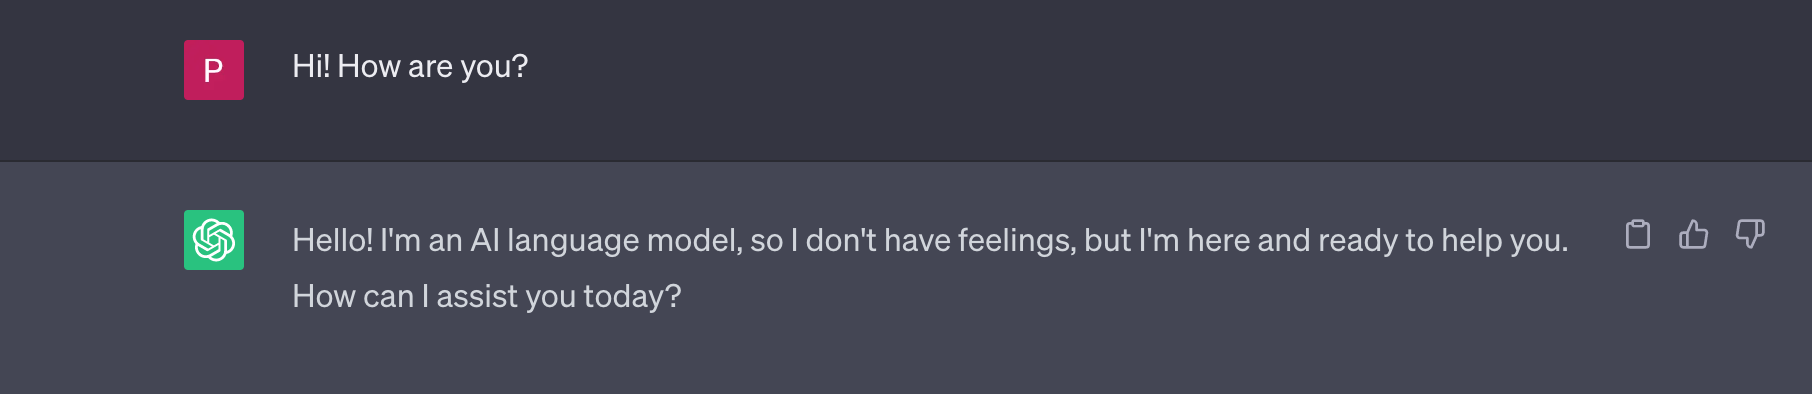 P
Hi! How are you?
Hello! I'm an AI language model, so I don't have feelings, but I'm here and ready to help you.
How can I assist you today?